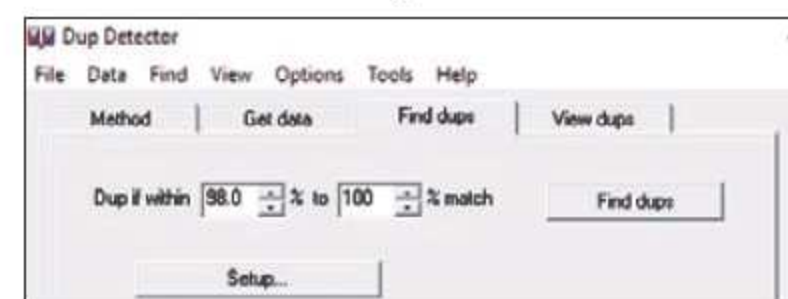 Dup Detector
File Data Find View Options Tools Help
Method Get data Find dups View dups
Dup if within 98.0 % to 100 % match Find dups
Setup...